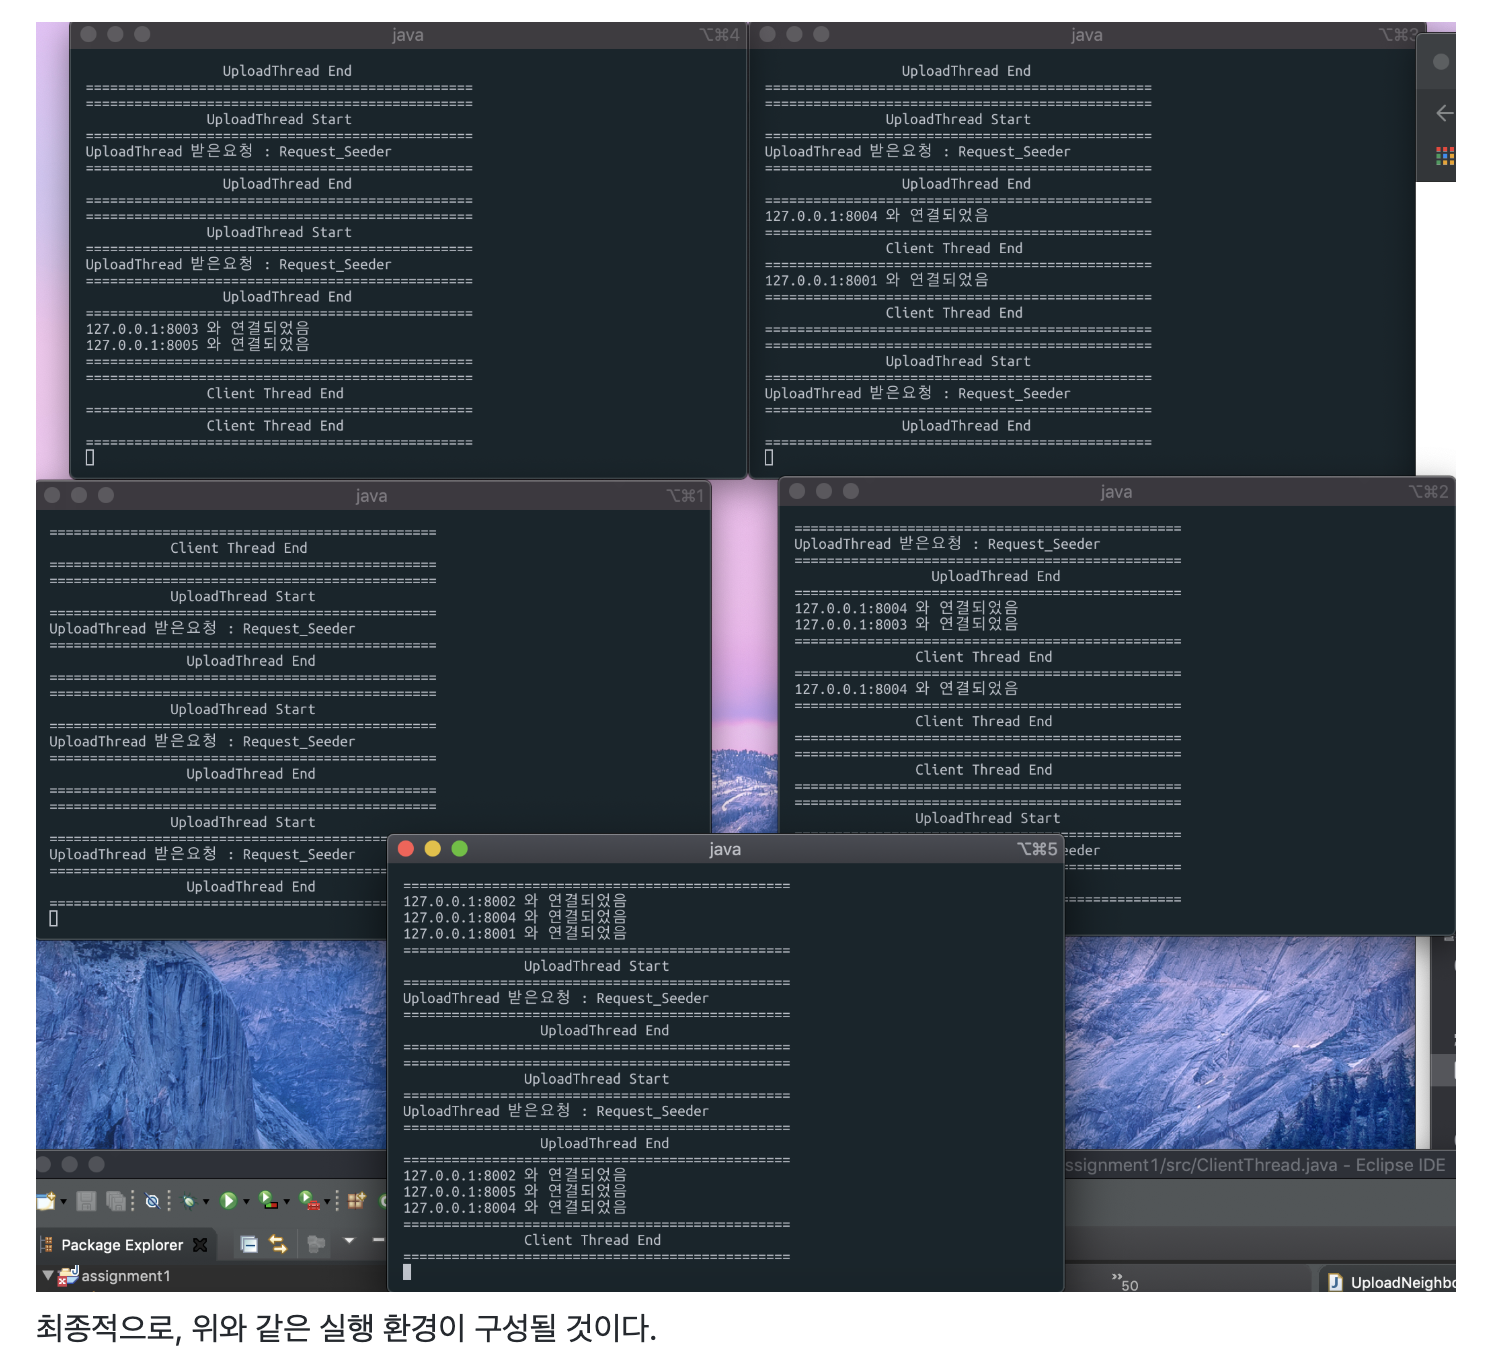 java ⌥⌘4
UploadThread End
================================================
================================================
UploadThread Start
================================================
UploadThread 받은요청 : Request_Seeder
================================================
UploadThread End
================================================
================================================
UploadThread Start
================================================
UploadThread 받은요청 : Request_Seeder
================================================
UploadThread End
================================================
127.0.0.1:8003 와 연결되었음
127.0.0.1:8005 와 연결되었음
================================================
================================================
Client Thread End
================================================
Client Thread End
================================================
java ⌥⌘3
UploadThread End
================================================
================================================
UploadThread Start
================================================
UploadThread 받은요청 : Request_Seeder
================================================
UploadThread End
================================================
127.0.0.1:8004 와 연결되었음
================================================
Client Thread End
================================================
127.0.0.1:8001 와 연결되었음
================================================
Client Thread End
================================================
================================================
UploadThread Start
================================================
UploadThread 받은요청 : Request_Seeder
================================================
UploadThread End
================================================
java ⌥⌘1
================================================
Client Thread End
================================================
================================================
UploadThread Start
================================================
UploadThread 받은요청 : Request_Seeder
================================================
UploadThread End
================================================
================================================
UploadThread Start
================================================
UploadThread 받은요청 : Request_Seeder
================================================
UploadThread End
================================================
================================================
UploadThread Start
================================================
UploadThread 받은요청 : Request_Seeder
================================================
UploadThread End
================================================
java ⌥⌘2
================================================
UploadThread 받은요청 : Request_Seeder
================================================
UploadThread End
================================================
127.0.0.1:8004 와 연결되었음
127.0.0.1:8003 와 연결되었음
================================================
Client Thread End
================================================
127.0.0.1:8004 와 연결되었음
================================================
Client Thread End
================================================
================================================
Client Thread End
================================================
================================================
UploadThread Start
================================================
eeder
================================================
================================================
java ⌥⌘5
================================================
127.0.0.1:8002 와 연결되었음
127.0.0.1:8004 와 연결되었음
127.0.0.1:8001 와 연결되었음
================================================
UploadThread Start
================================================
UploadThread 받은요청 : Request_Seeder
================================================
UploadThread End
================================================
================================================
UploadThread Start
================================================
UploadThread 받은요청 : Request_Seeder
================================================
UploadThread End
================================================
127.0.0.1:8002 와 연결되었음
127.0.0.1:8005 와 연결되었음
127.0.0.1:8004 와 연결되었음
================================================
Client Thread End
================================================
ssignment1/src/ClientThread.java - Eclipse IDE
Package Explorer
assignment1
»50
UploadNeighbo
최종적으로, 위와 같은 실행 환경이 구성될 것이다.